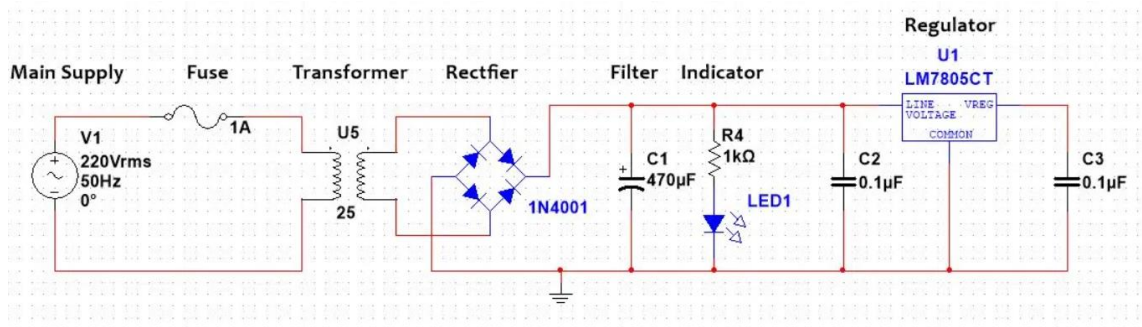 Regulator
U1
LM7805CT
Main Supply
Fuse
Transformer
Rectfier
Filter
Indicator
LINE VREG
VOLTAGE
COMMON
V1
220Vrms
50Hz
0°
+
1A
U5
25
1N4001
+
C1
470µF
R4
1kΩ
LED1
C2
0.1µF
C3
0.1µF